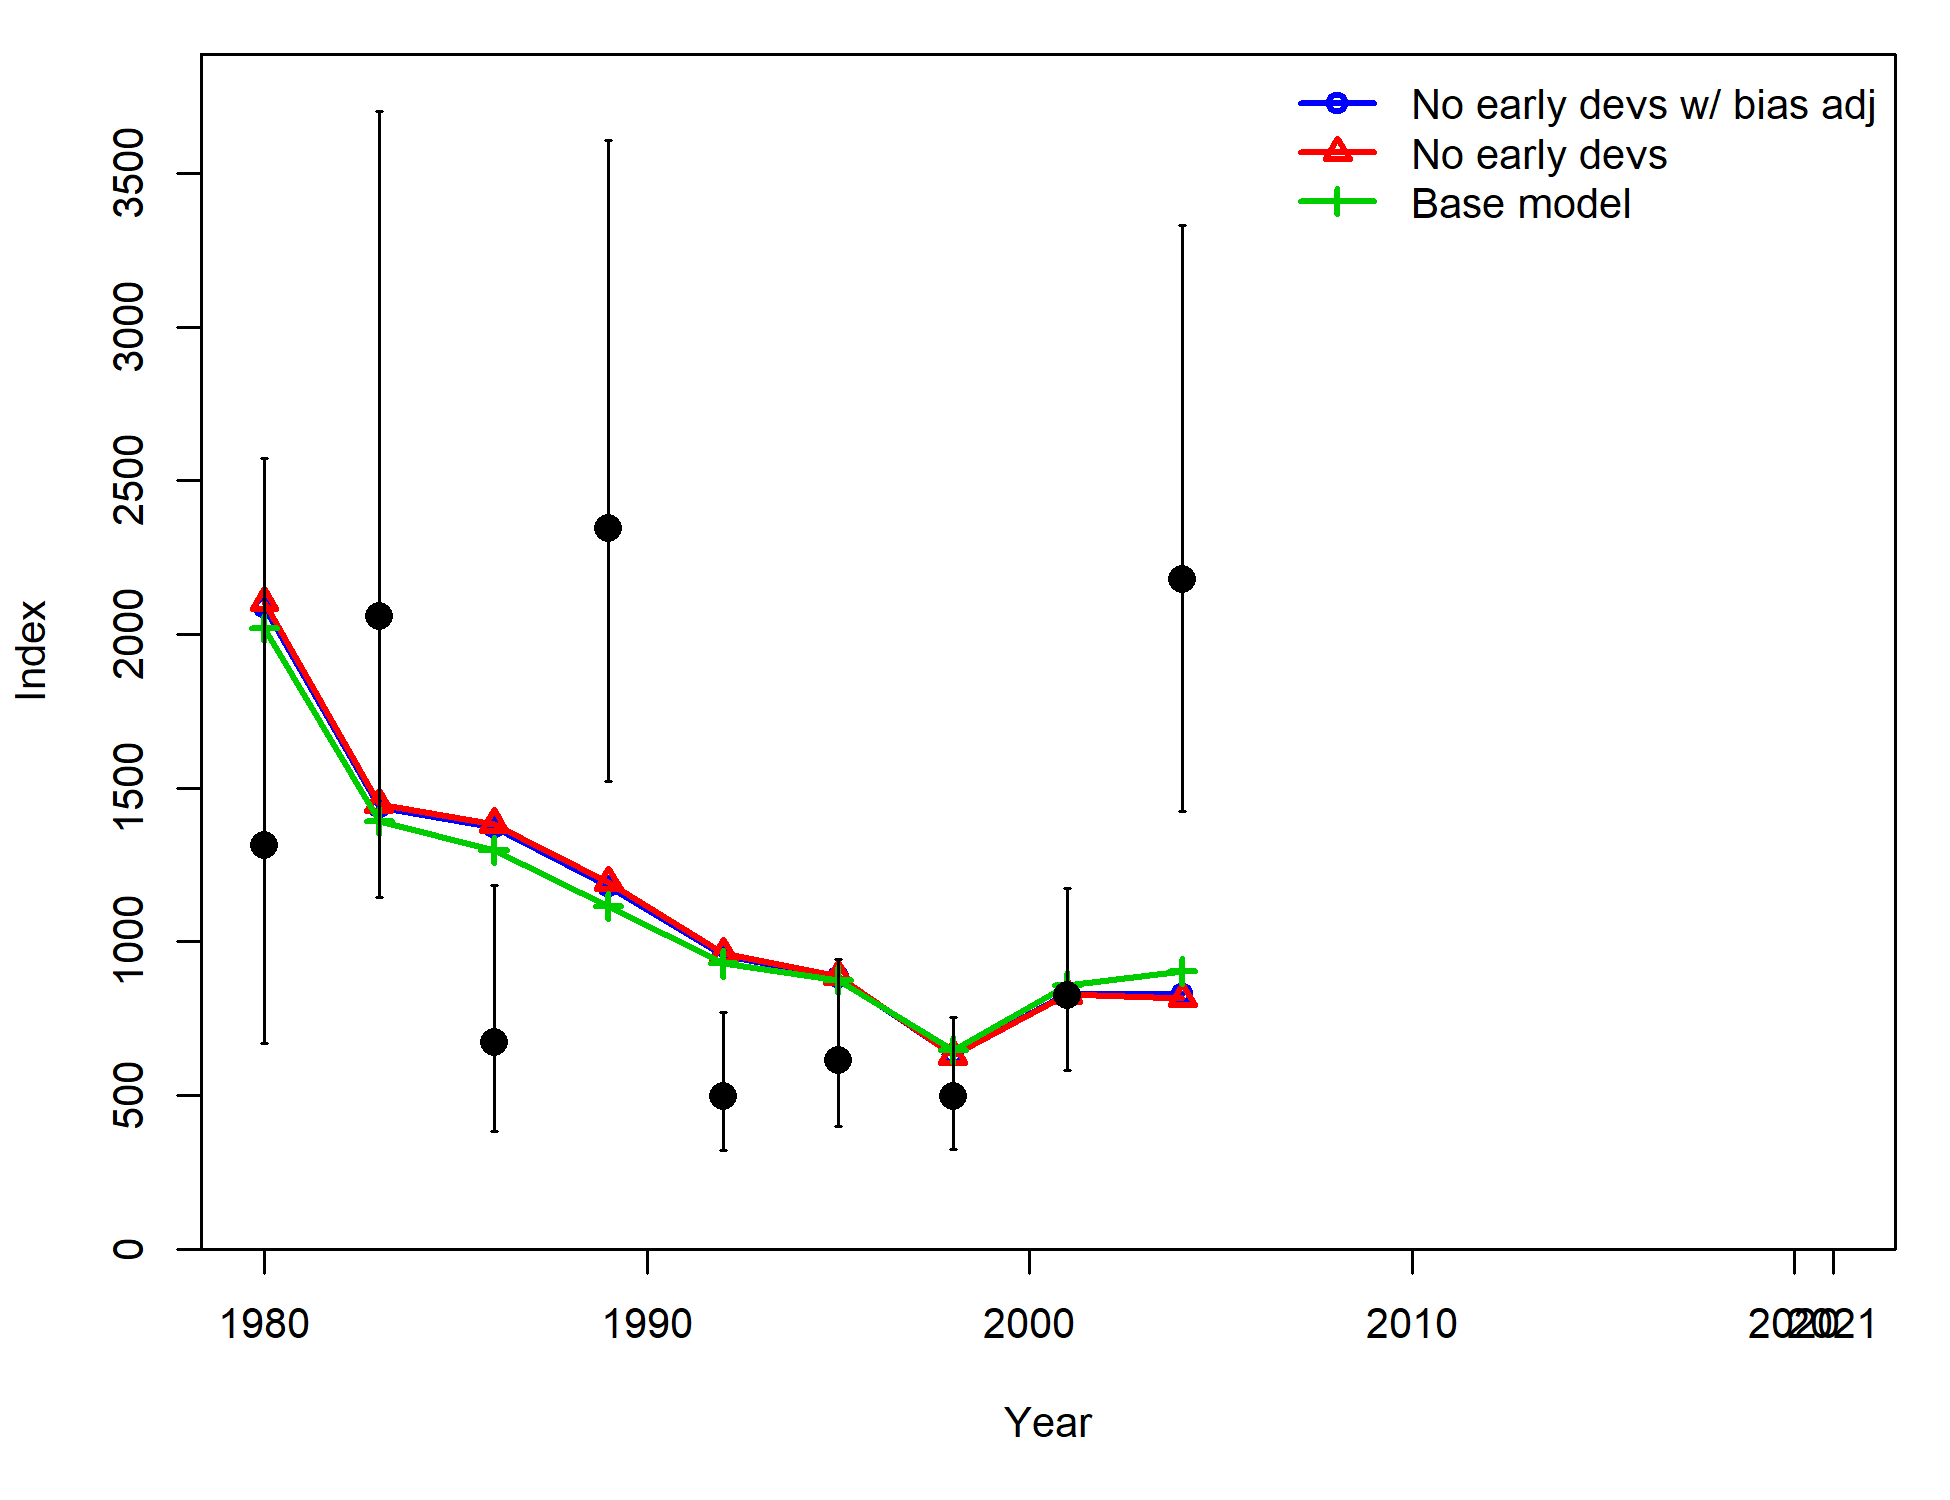 No early devs w/ bias adj
No early devs
Base model
3500
3000
2500
2000
1500
1000
500
0
Index
1980 1990 2000 2010 2020 2021
Year